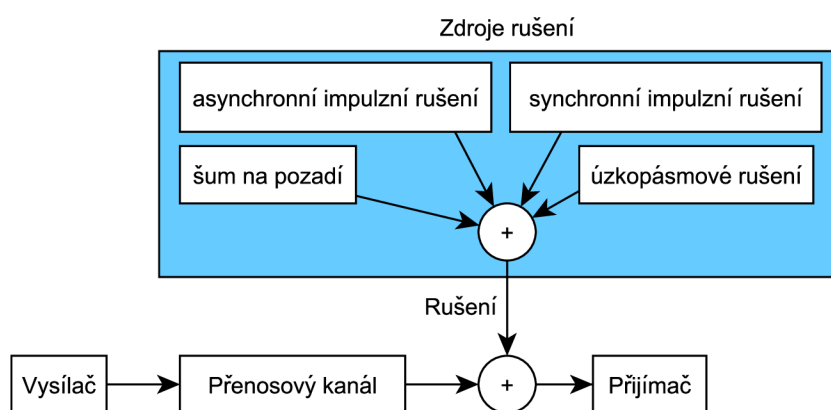 Zdroje rušení
asynchronní impulzní rušení
synchronní impulzní rušení
šum na pozadí
úzkopásmové rušení
+
Rušení
Vysílač
Přenosový kanál
+
Přijímač